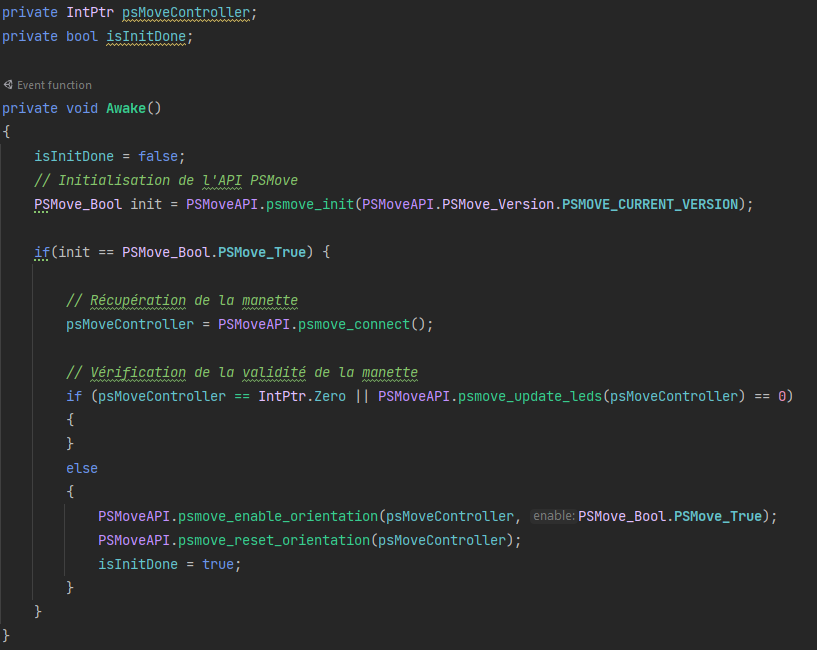 private IntPtr psMoveController;
private bool isInitDone;
Event function
private void Awake()
{
isInitDone = false;
// Initialisation de l'API PSMove
PSMove_Bool init = PSMoveAPI.psmove_init(PSMoveAPI.PSMove_Version.PSMOVE_CURRENT_VERSION);
if(init == PSMove_Bool.PSMove_True) {
// Récupération de la manette
psMoveController = PSMoveAPI.psmove_connect();
// Vérification de la validité de la manette
if (psMoveController == IntPtr.Zero || PSMoveAPI.psmove_update_leds(psMoveController) == 0)
{
}
else
{
PSMoveAPI.psmove_enable_orientation(psMoveController, enable: PSMove_Bool.PSMove_True);
PSMoveAPI.psmove_reset_orientation(psMoveController);
isInitDone = true;
}
}
}